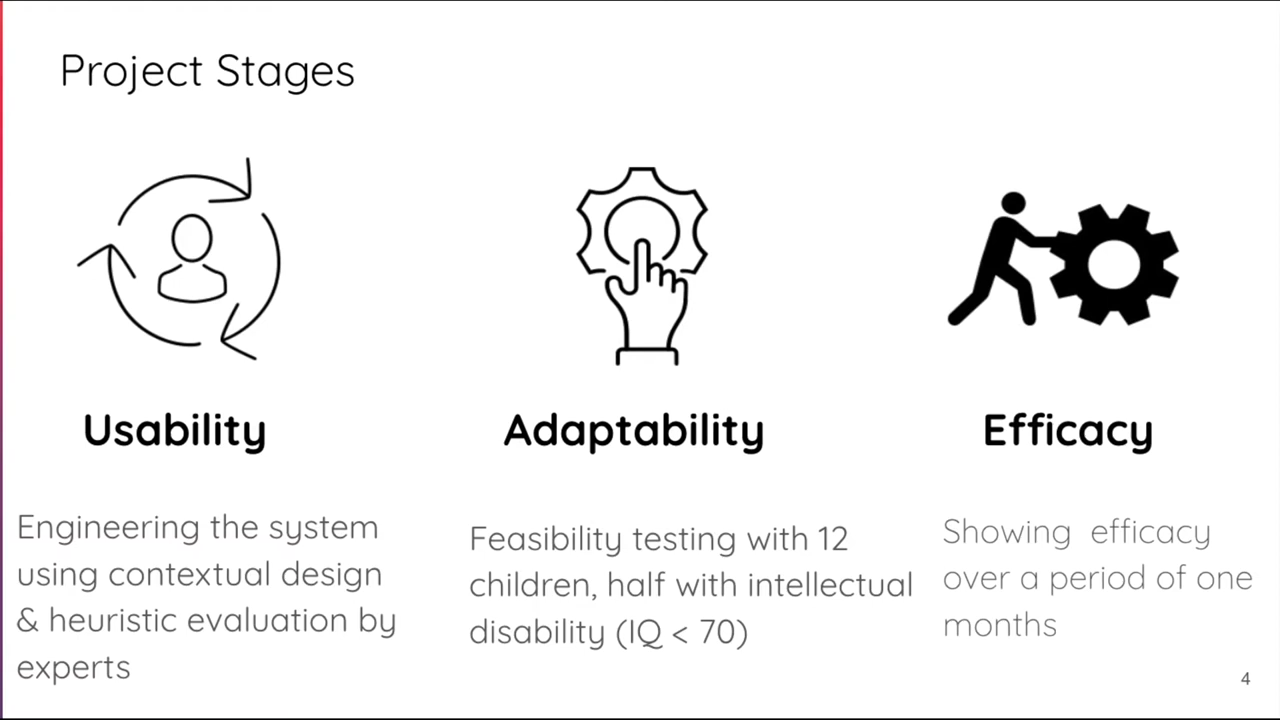 Project Stages
Usability
Adaptability
Efficacy
Engineering the system
using contextual design
& heuristic evaluation by
experts
Feasibility testing with 12
children, half with intellectual
disability (IQ < 70)
Showing  efficacy
over a period of one
months
4